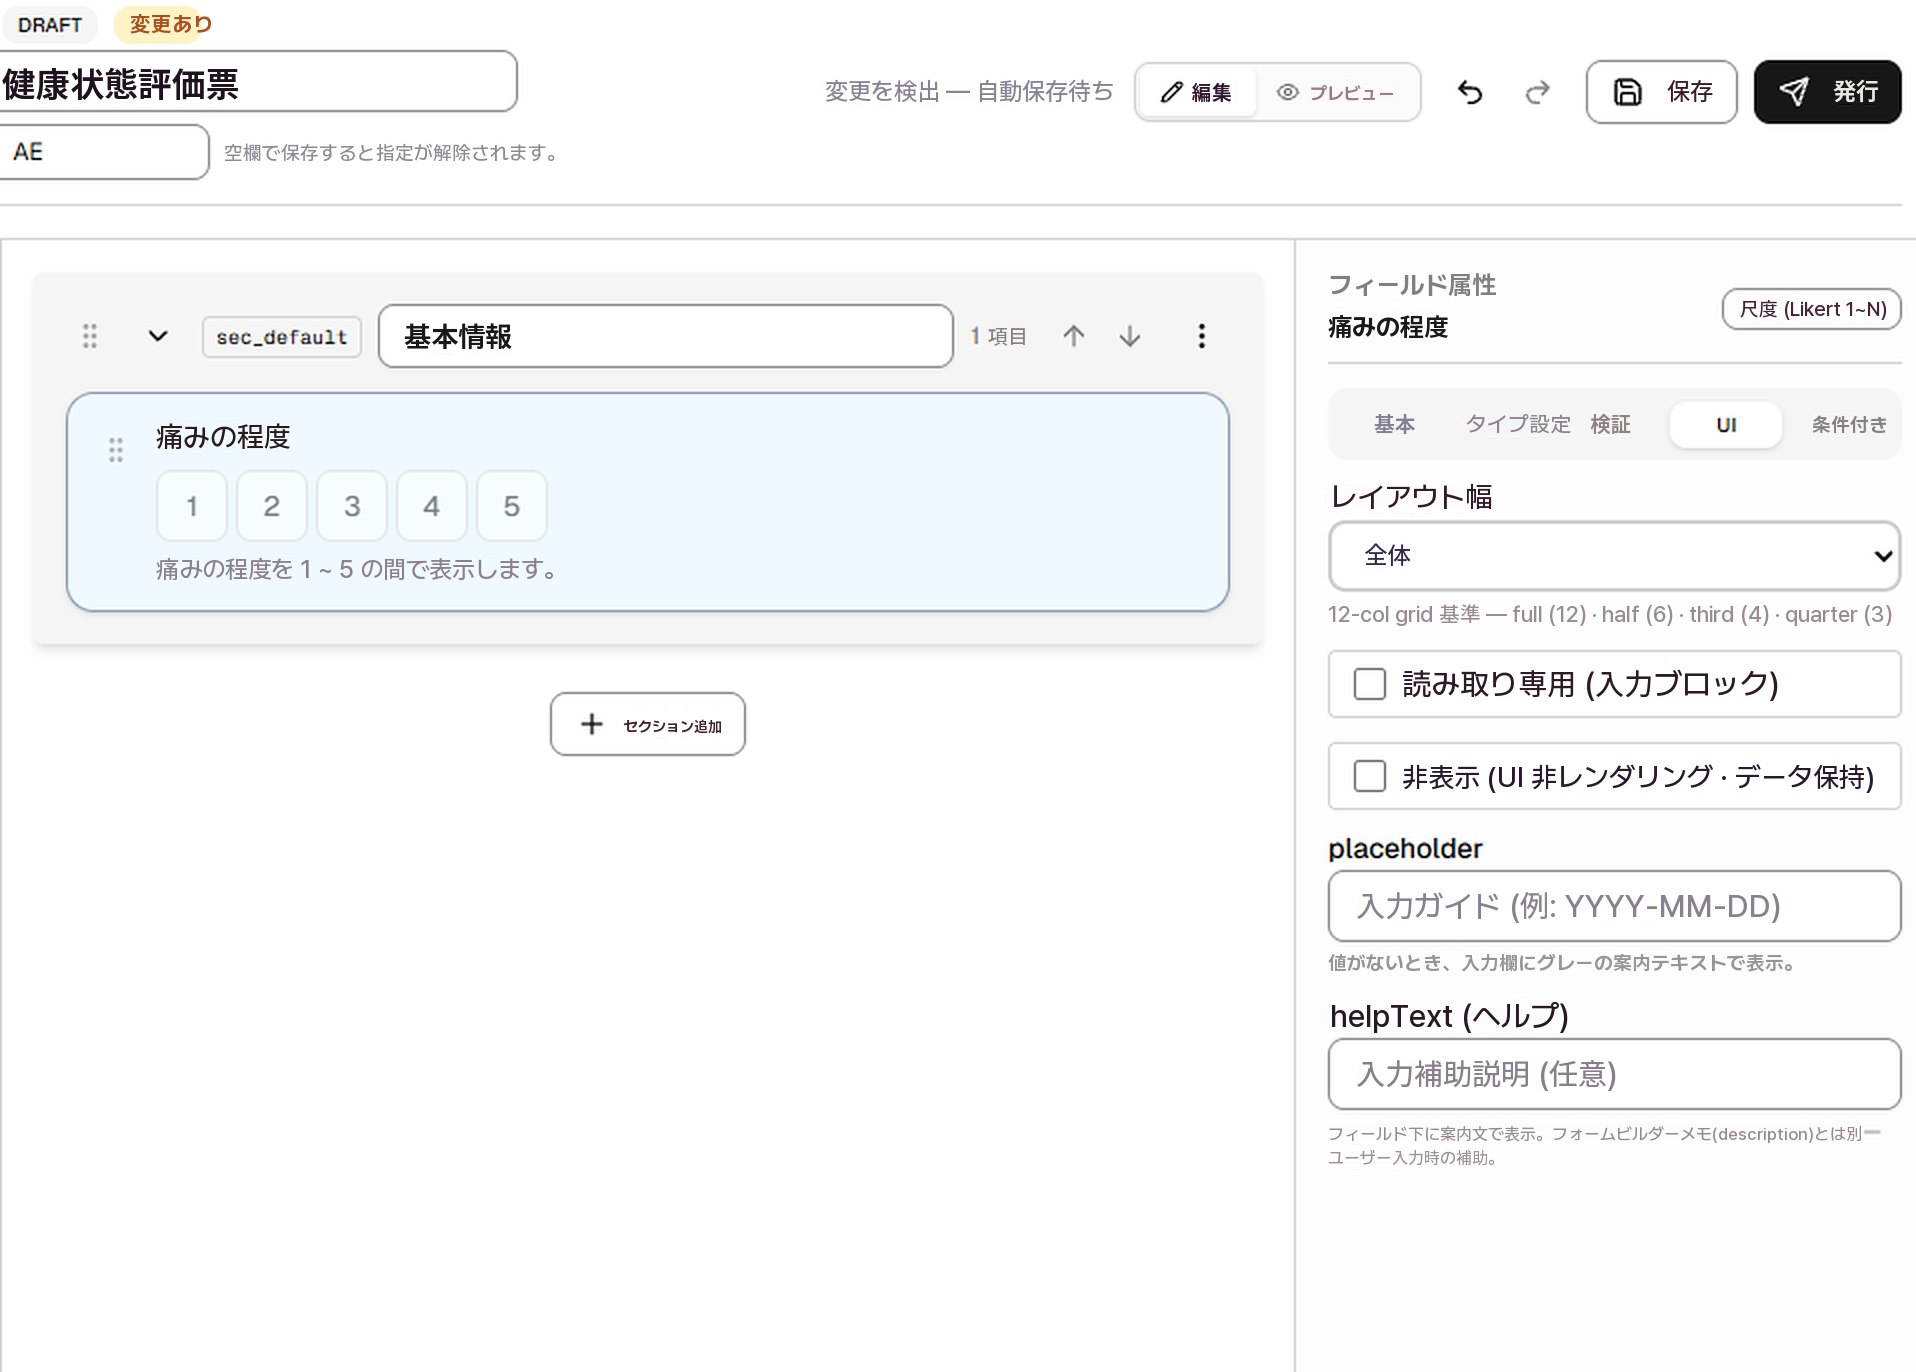 DRAFT 変更あり
健康状態評価票
変更を検出 — 自動保存待ち 編集 プレビュー 保存 発行
AE 空欄で保存すると指定が解除されます。
sec_default 基本情報 1 項目
痛みの程度
1 2 3 4 5
痛みの程度を 1 ~ 5 の間で表示します。
セクション追加
フィールド属性
痛みの程度
尺度 (Likert 1~N)
基本 タイプ設定 検証 UI 条件付き
レイアウト幅
全体
12-col grid 基準 — full (12) · half (6) · third (4) · quarter (3)
読み取り専用 (入力ブロック)
非表示 (UI 非レンダリング · データ保持)
placeholder
入力ガイド (例: YYYY-MM-DD)
値がないとき、入力欄にグレーの案内テキストで表示。
helpText (ヘルプ)
入力補助説明 (任意)
フィールド下に案内文で表示。フォームビルダーメモ(description)とは別—
ユーザー入力時の補助。